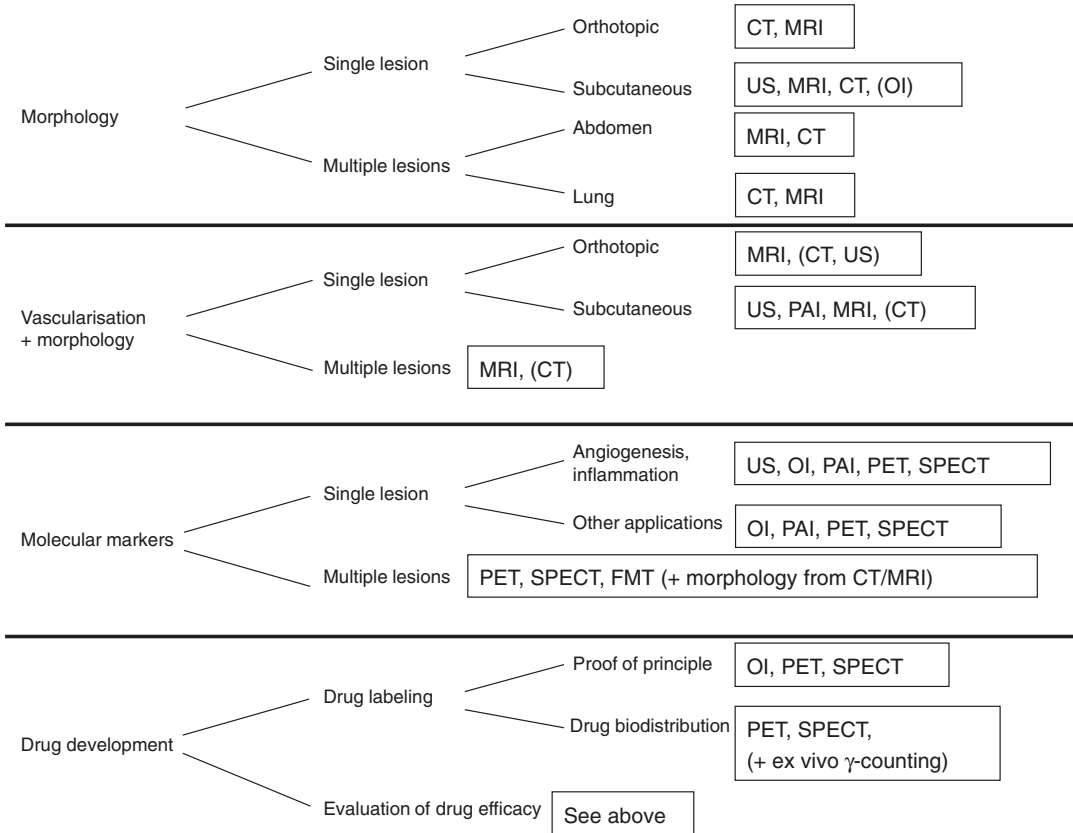 Orthotopic
CT, MRI
Single lesion
Subcutaneous
US, MRI, CT, (OI)
Morphology
Abdomen
MRI, CT
Multiple lesions
Lung
CT, MRI
Orthotopic
MRI, (CT, US)
Single lesion
Subcutaneous
US, PAI, MRI, (CT)
Vascularisation
+ morphology
Multiple lesions
MRI, (CT)
Angiogenesis,
inflammation
US, OI, PAI, PET, SPECT
Single lesion
Other applications
OI, PAI, PET, SPECT
Molecular markers
Multiple lesions
PET, SPECT, FMT (+ morphology from CT/MRI)
Proof of principle
OI, PET, SPECT
Drug labeling
Drug biodistribution
PET, SPECT,
(+ ex vivo γ-counting)
Drug development
Evaluation of drug efficacy
See above